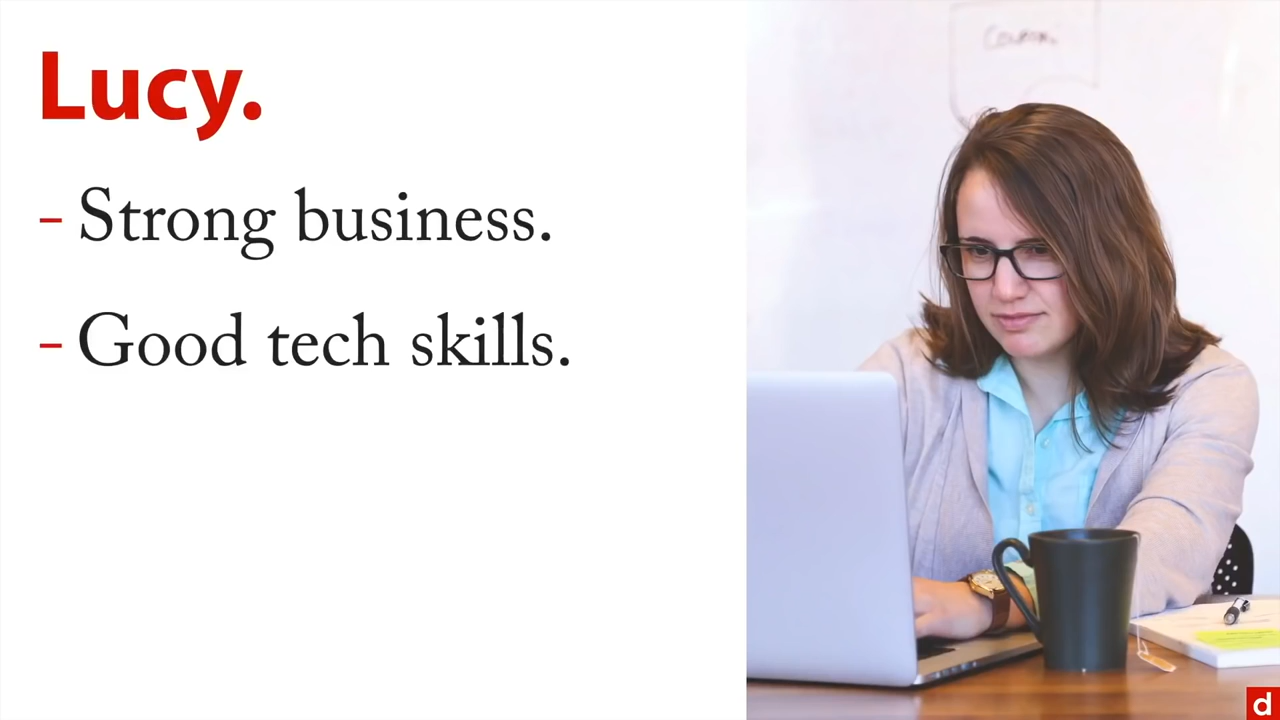 Lucy.
- Strong business.
- Good tech skills.
d